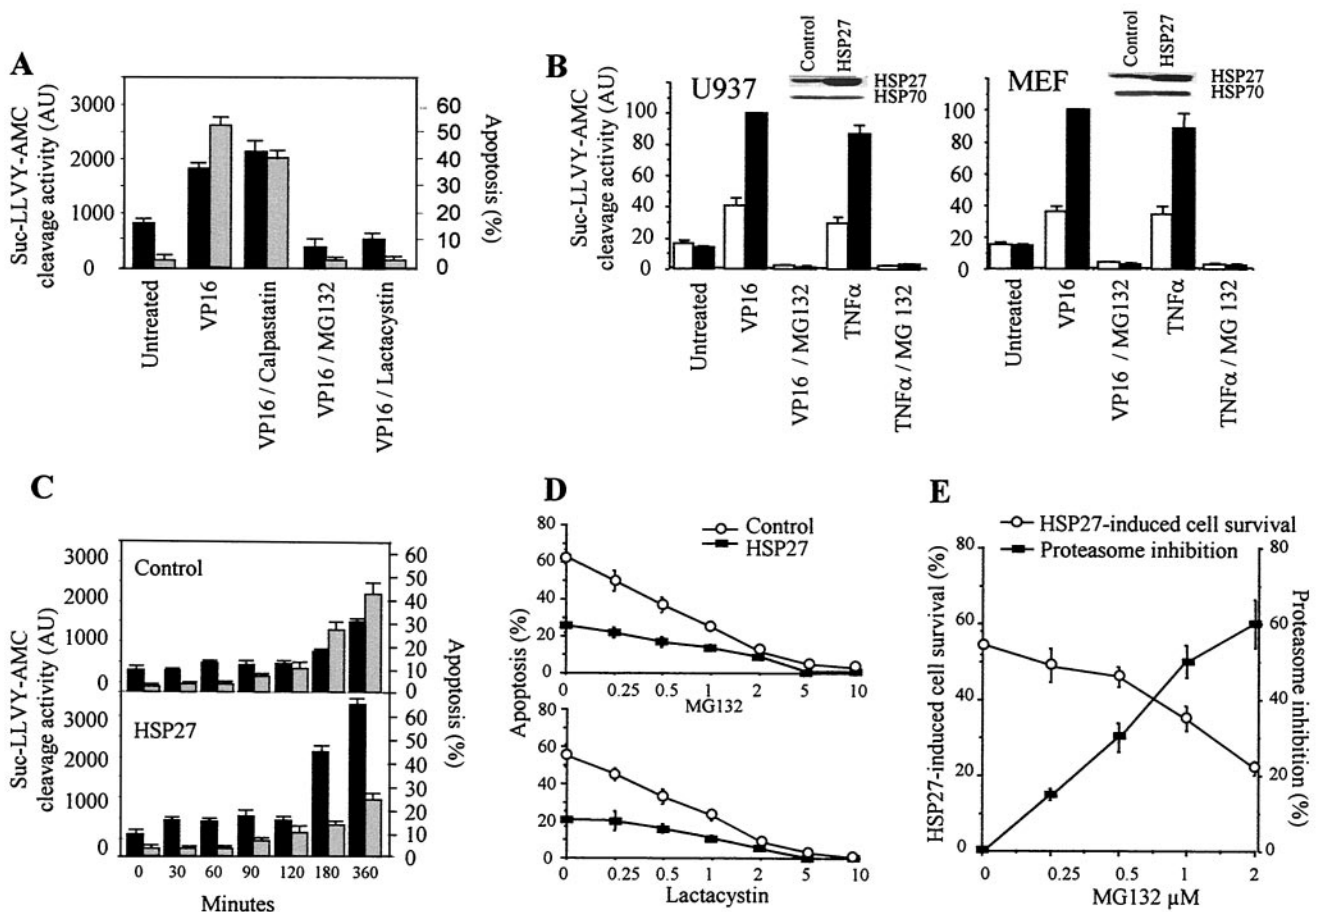 A
Suc-LLVY-AMC
cleavage activity (AU)
3000
2000
1000
0
60
50
40
30
20
10
0
Apoptosis (%)
Untreated
VP16
VP16 / Calpastatin
VP16 / MG132
VP16 / Lactacystin
B
Suc-LLVY-AMC
cleavage activity (AU)
100
80
60
40
20
0
U937
Control
HSP27
HSP27
HSP70
Untreated
VP16
VP16 / MG132
TNFα
TNFα / MG 132
100
80
60
40
20
0
MEF
Control
HSP27
HSP27
HSP70
Untreated
VP16
VP16 / MG132
TNFα
TNFα / MG 132
C
Suc-LLVY-AMC
cleavage activity (AU)
3000
2000
1000
0
Control
60
50
40
30
20
10
0
3000
2000
1000
0
HSP27
60
50
40
30
20
10
0
Apoptosis (%)
0 30 60 90 120 180 360
Minutes
D
Apoptosis (%)
80
60
40
20
0
Control
HSP27
0 0.25 0.5 1 2 5 10
MG132
80
60
40
20
0
0 0.25 0.5 1 2 5 10
Lactacystin
E
HSP27-induced cell survival
Proteasome inhibition
HSP27-induced cell survival (%)
80
60
40
20
0
80
60
40
20
0
Proteasome inhibition (%)
0 0.25 0.5 1 2
MG132 µM